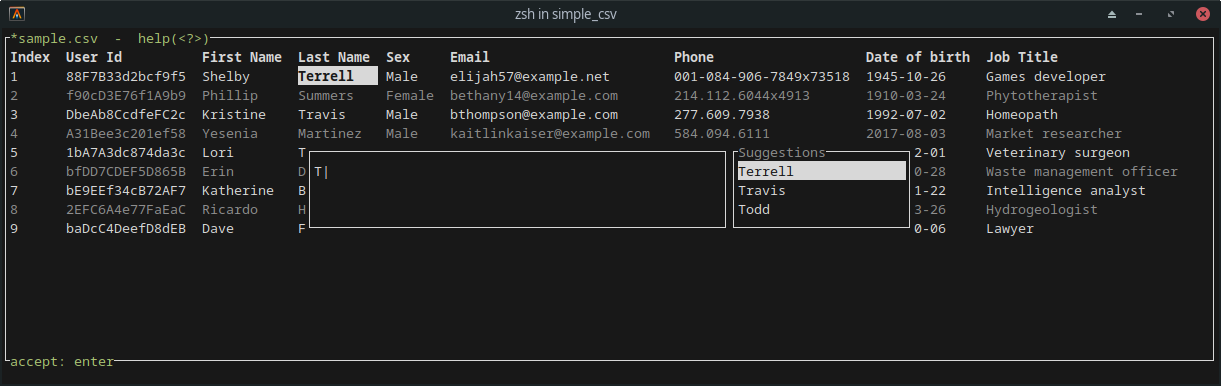 zsh in simple_csv
*sample.csv - help(<?>)
Index User Id First Name Last Name Sex Email Phone Date of birth Job Title
1 88F7B33d2bcf9f5 Shelby Terrell Male elijah57@example.net 001-084-906-7849x73518 1945-10-26 Games developer
2 f90cD3E76f1A9b9 Phillip Summers Female bethany14@example.com 214.112.6044x4913 1910-03-24 Phytotherapist
3 DbeAb8CcdfeFC2c Kristine Travis Male bthompson@example.com 277.609.7938 1992-07-02 Homeopath
4 A31Bee3c201ef58 Yesenia Martinez Male kaitlinkaiser@example.com 584.094.6111 2017-08-03 Market researcher
5 1bA7A3dc874da3c Lori T Suggestions 2-01 Veterinary surgeon
6 bfDD7CDEF5D865B Erin D T| Terrell 0-28 Waste management officer
7 bE9EEf34cB72AF7 Katherine B Travis 1-22 Intelligence analyst
8 2EFC6A4e77FaEaC Ricardo H Todd 3-26 Hydrogeologist
9 baDcC4DeefD8dEB Dave F 0-06 Lawyer
accept: enter